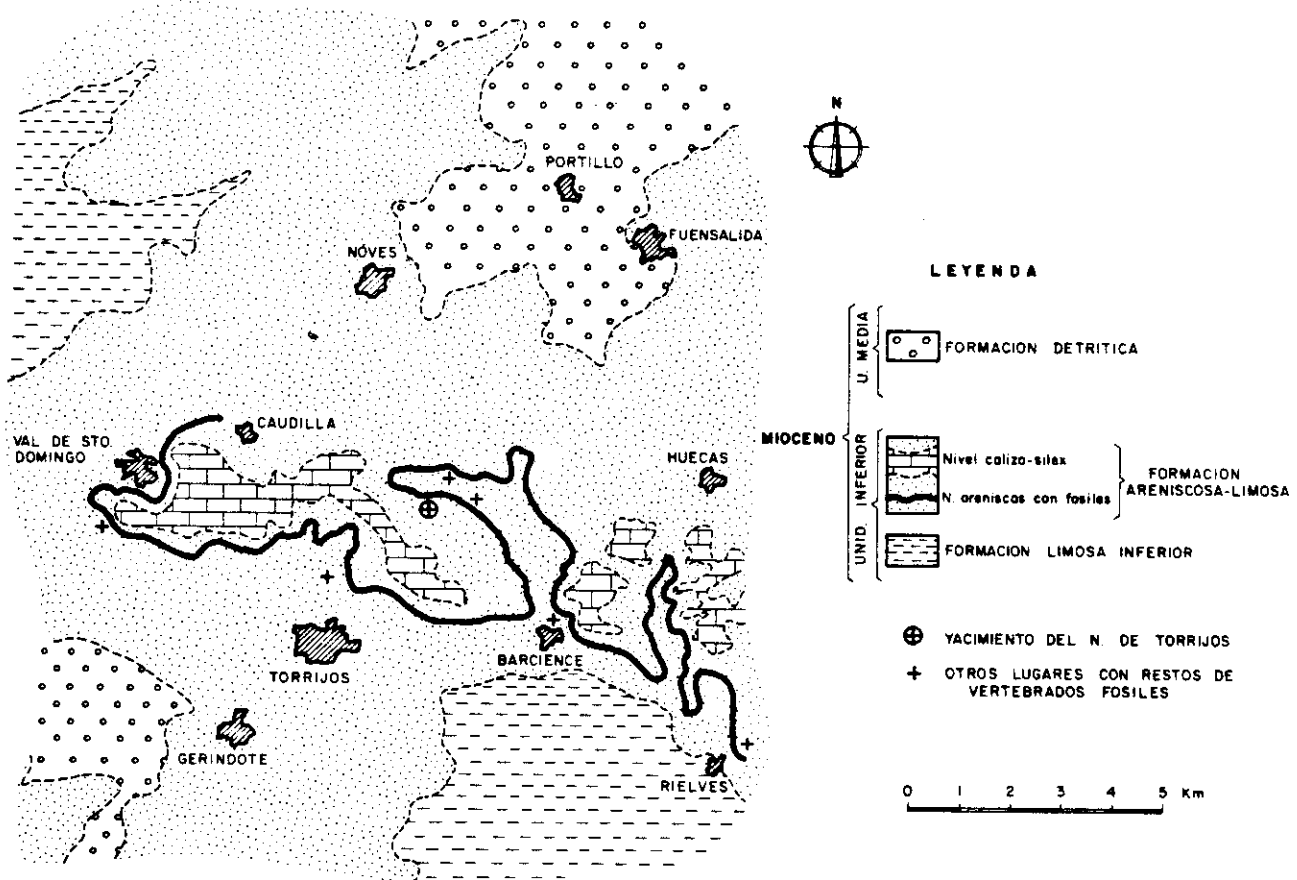 N
PORTILLO
FUENSALIDA
NOVES
CAUDILLA
VAL DE STO.
DOMINGO
HUECAS
TORRIJOS
BARCIENCE
GERINDOTE
RIELVES
LEYENDA
U. MEDIA
FORMACION DETRITICA
MIOCENO
UNID. INFERIOR
Nivel caliza-silex
N. areniscas con fosiles
FORMACION
ARENISCOSA-LIMOSA
FORMACION LIMOSA INFERIOR
YACIMIENTO DEL N. DE TORRIJOS
OTROS LUGARES CON RESTOS DE
VERTEBRADOS FOSILES
0 1 2 3 4 5 Km